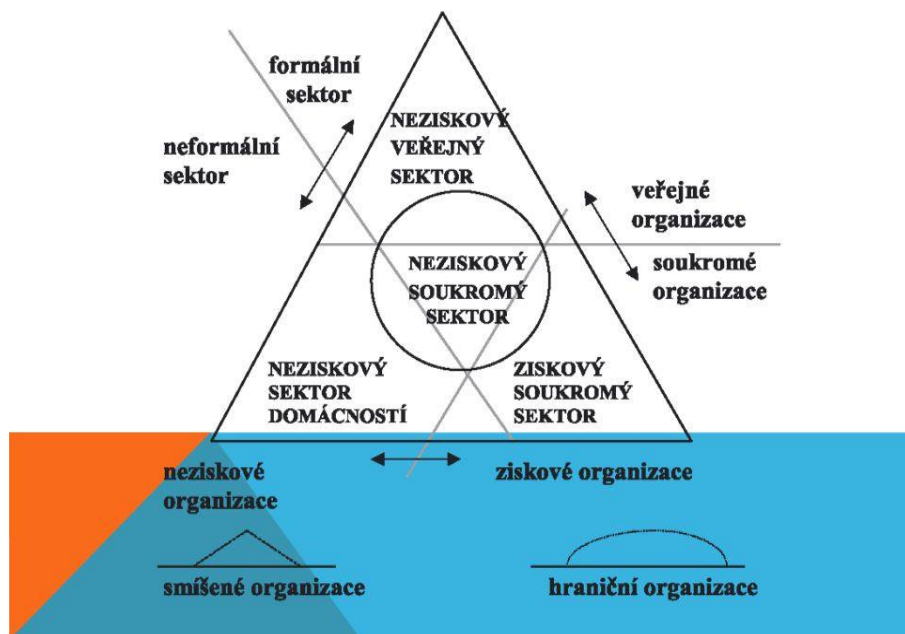 formální
sektor
neformální
sektor
NEZISKOVÝ
VEŘEJNÝ
SEKTOR
veřejné
organizace
soukromé
organizace
NEZISKOVÝ
SOUKROMÝ
SEKTOR
NEZISKOVÝ
SEKTOR
DOMÁCNOSTÍ
ZISKOVÝ
SOUKROMÝ
SEKTOR
neziskové
organizace
ziskové organizace
smíšené organizace
hraniční organizace